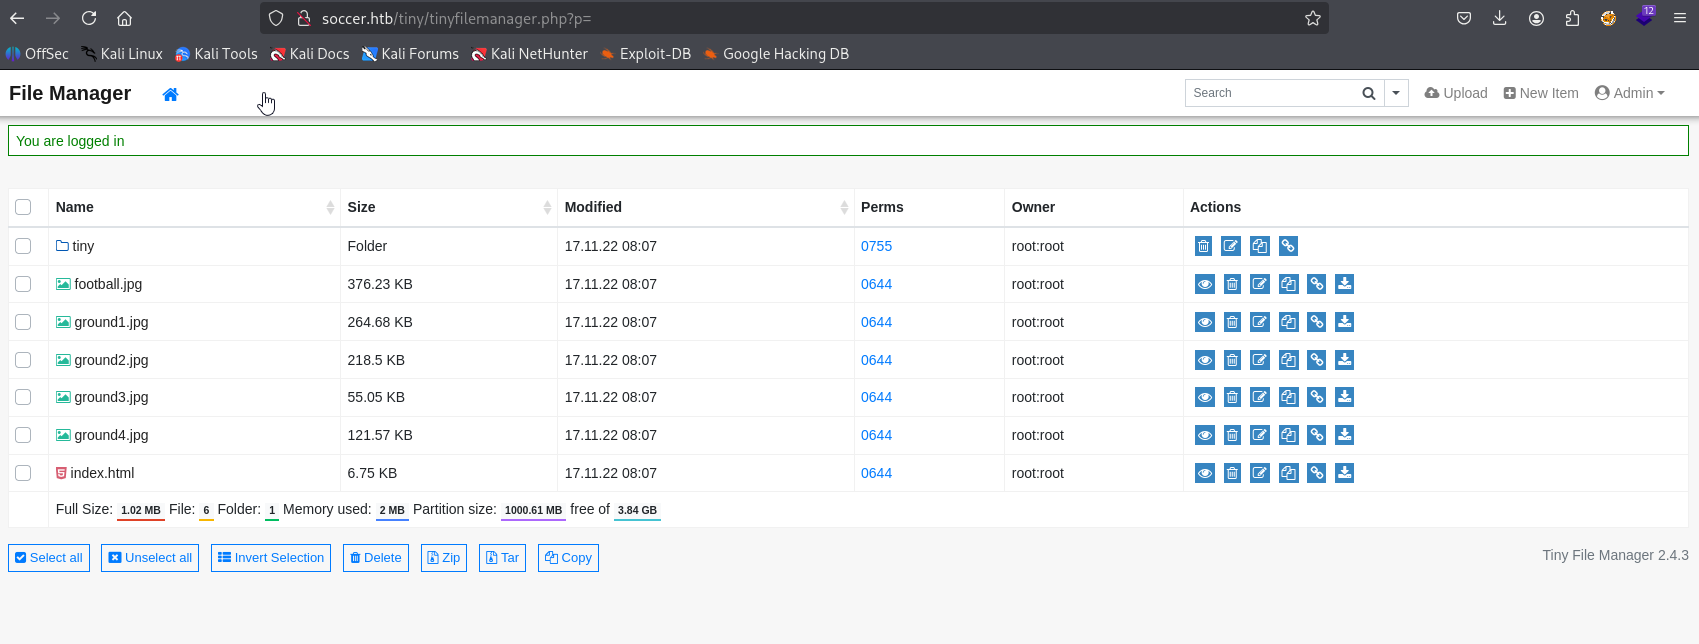 soccer.htb/tiny/tinyfilemanager.php?p=
12
OffSec Kali Linux Kali Tools Kali Docs Kali Forums Kali NetHunter Exploit-DB Google Hacking DB
File Manager Search Upload New Item Admin
You are logged in
Name Size Modified Perms Owner Actions
tiny Folder 17.11.22 08:07 0755 root:root
football.jpg 376.23 KB 17.11.22 08:07 0644 root:root
ground1.jpg 264.68 KB 17.11.22 08:07 0644 root:root
ground2.jpg 218.5 KB 17.11.22 08:07 0644 root:root
ground3.jpg 55.05 KB 17.11.22 08:07 0644 root:root
ground4.jpg 121.57 KB 17.11.22 08:07 0644 root:root
index.html 6.75 KB 17.11.22 08:07 0644 root:root
Full Size: 1.02 MB File: 6 Folder: 1 Memory used: 2 MB Partition size: 1000.61 MB free of 3.84 GB
Select all Unselect all Invert Selection Delete Zip Tar Copy Tiny File Manager 2.4.3